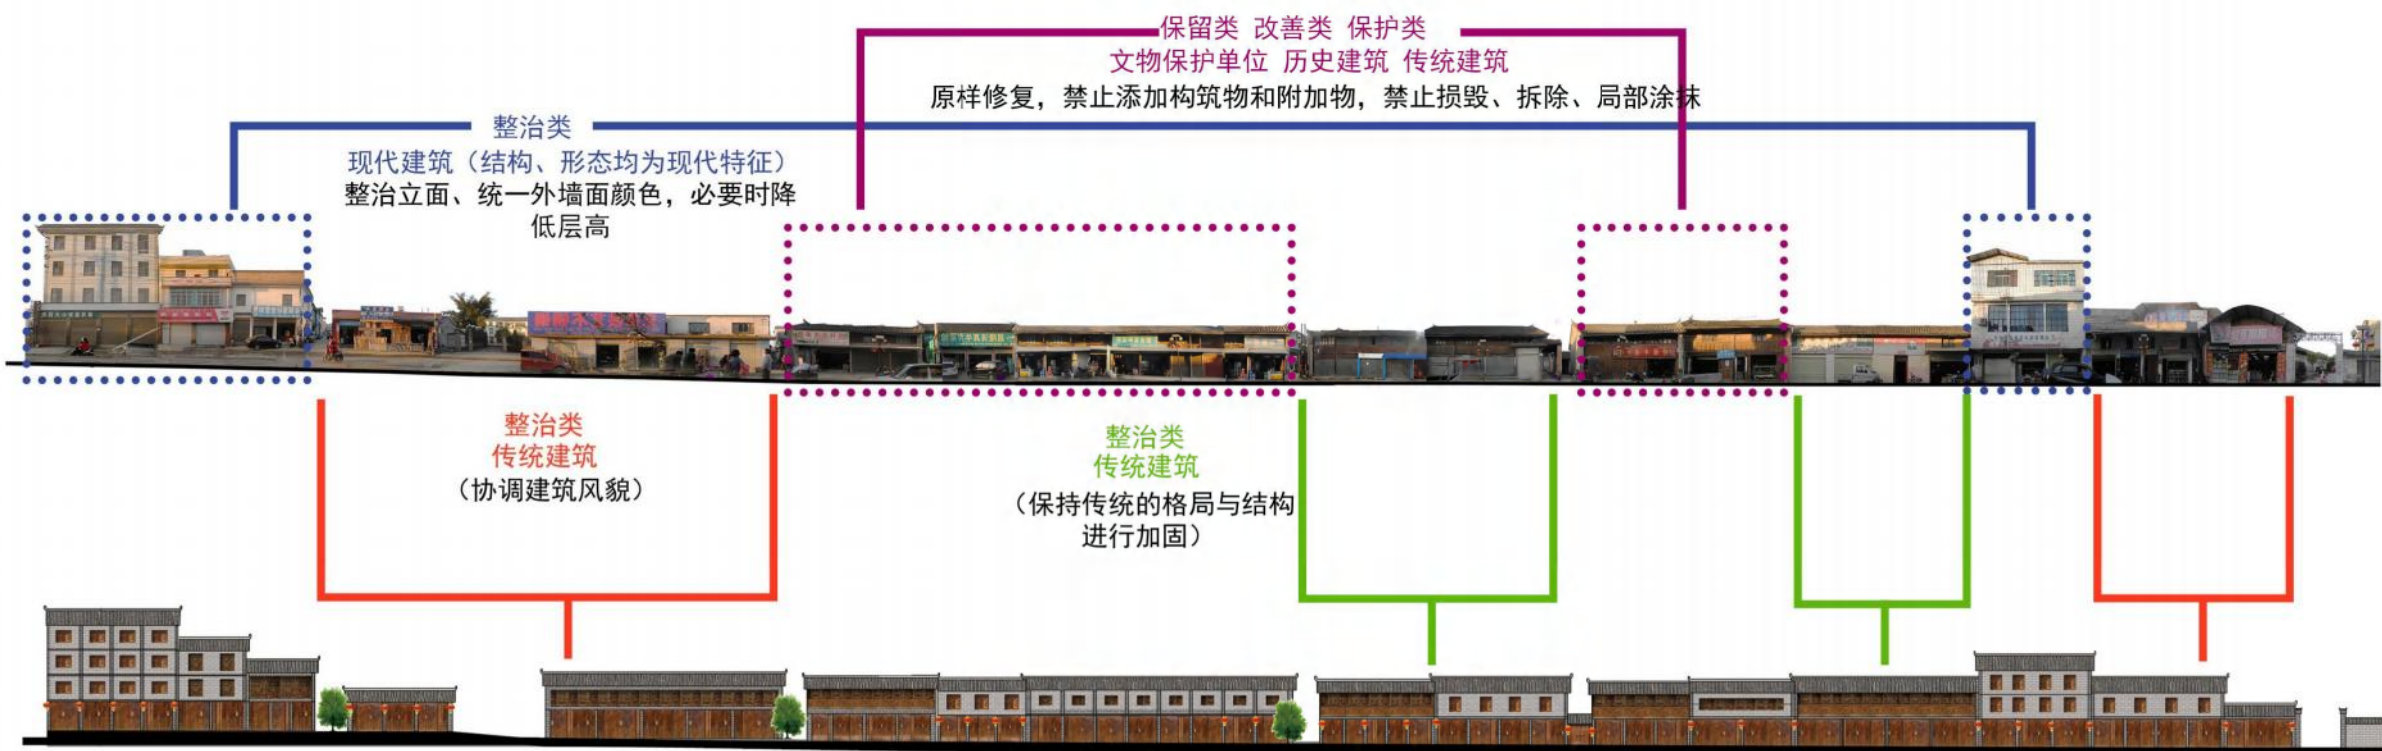 保留类 改善类 保护类
文物保护单位 历史建筑 传统建筑
原样修复，禁止添加构筑物和附加物，禁止损毁、拆除、局部涂抹
整治类
现代建筑（结构、形态均为现代特征）
整治立面、统一外墙面颜色，必要时降
低层高
整治类
传统建筑
（协调建筑风貌）
整治类
传统建筑
（保持传统的格局与结构
进行加固）